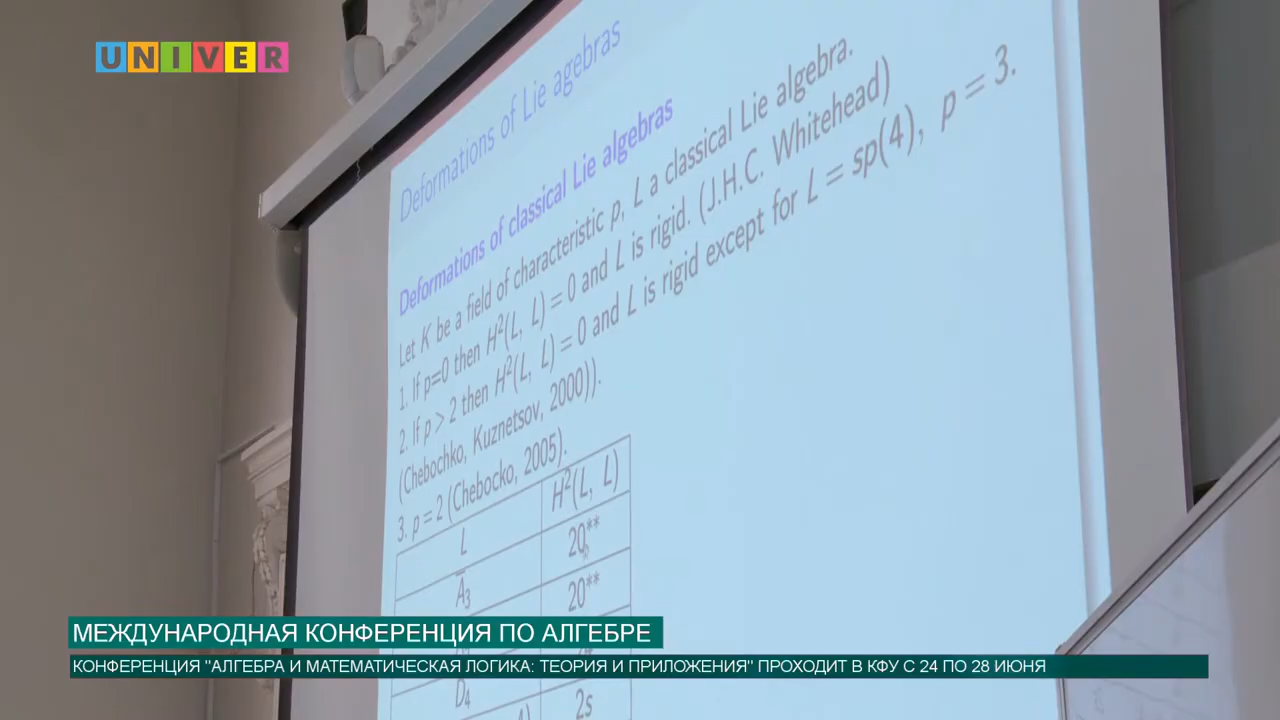 UNIVER
Deformations of Lie agebras
Deformations of classical Lie algebras
Let K be a field of characteristic p, L a classical Lie algebra.
1. If p=0 then H²(L, L) = 0 and L is rigid. (J.H.C. Whitehead)
2. If p > 2 then H²(L, L) = 0 and L is rigid except for L = sp(4), p = 3.
(Chebochko, Kuznetsov, 2000)).
3. p = 2 (Chebocko, 2005).
L H²(L, L)
A̅₃ 20**
20**
D₄ 2s
МЕЖДУНАРОДНАЯ КОНФЕРЕНЦИЯ ПО АЛГЕБРЕ
КОНФЕРЕНЦИЯ "АЛГЕБРА И МАТЕМАТИЧЕСКАЯ ЛОГИКА: ТЕОРИЯ И ПРИЛОЖЕНИЯ" ПРОХОДИТ В КФУ С 24 ПО 28 ИЮНЯ